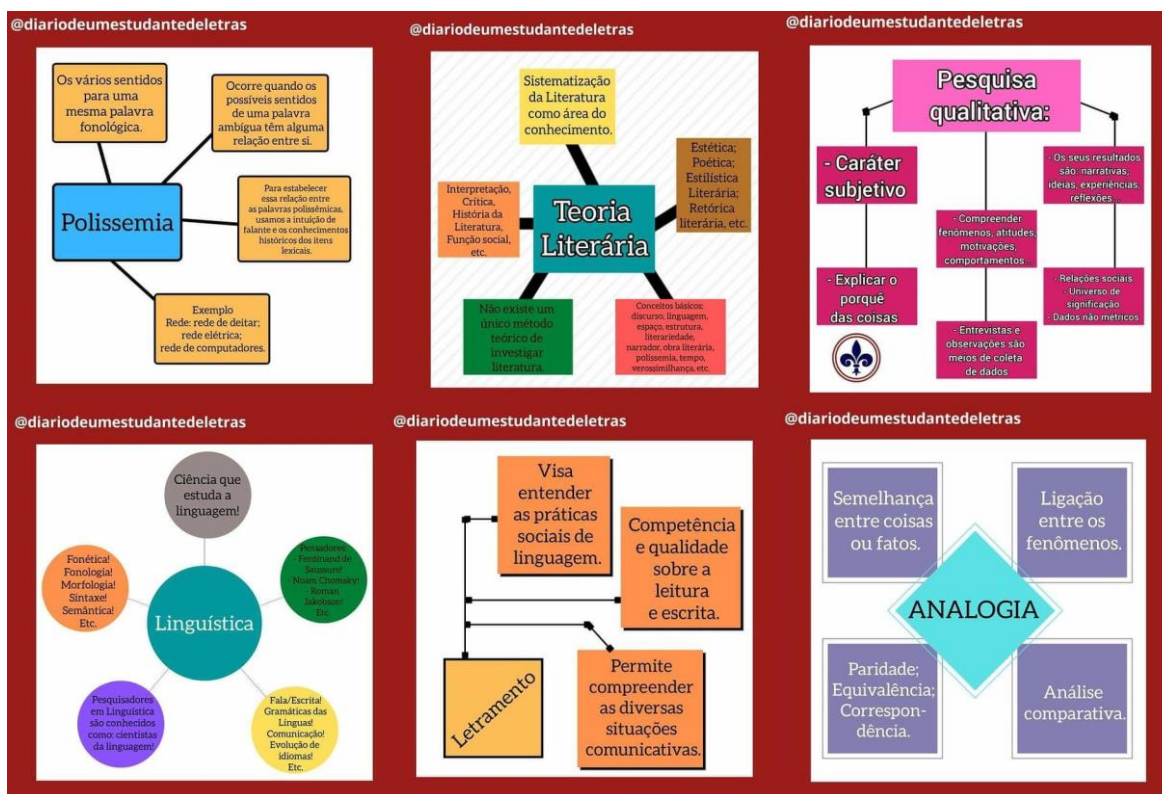 @diariodeumestudantedeletras
Os vários sentidos
para uma
mesma palavra
fonológica.
Ocorre quando os
possíveis sentidos
de uma palavra
ambígua têm alguma
relação entre si.
Polissemia
Para estabelecer
essa relação entre
as palavras polissêmicas,
usamos a intuição de
falante e os conhecimentos
históricos dos itens
lexicais.
Exemplo
Rede: rede de deitar;
rede elétrica;
rede de computadores.
@diariodeumestudantedeletras
Sistematização
da Literatura
como área do
conhecimento.
Estética;
Poética;
Estilística
Literária;
Retórica
literária, etc.
Interpretação,
Crítica,
História da
Literatura,
Função social,
etc.
Teoria
Literária
Não existe um
único método
teórico de
investigar
literatura.
Conceitos básicos:
discurso, linguagem,
espaço, estrutura,
literariedade,
narrador, obra literária,
polissemia, tempo,
verossimilhança, etc.
@diariodeumestudantedeletras
Pesquisa
qualitativa:
- Caráter
subjetivo
- Os seus resultados
são: narrativas,
ideias, experiências,
reflexões...
- Compreender
fenômenos, atitudes,
motivações,
comportamentos...
- Explicar o
porquê
das coisas
- Relações sociais
- Universo de
significação
- Dados não métricos
- Entrevistas e
observações são
meios de coleta
de dados
@diariodeumestudantedeletras
Ciência que
estuda a
linguagem!
Fonética!
Fonologia!
Morfologia!
Sintaxe!
Semântica!
Etc.
Pensadores:
- Ferdinand de
Saussure!
Noam Chomsky!
- Roman
Jakobson!
Etc.
Linguística
Pesquisadores
em Linguística
são conhecidos
como: cientistas
da linguagem!
Fala/Escrita!
Gramáticas das
Línguas!
Comunicação!
Evolução de
idiomas!
Etc.
@diariodeumestudantedeletras
Visa
entender
as práticas
sociais de
linguagem.
Competência
e qualidade
sobre a
leitura
e escrita.
Letramento
Permite
compreender
as diversas
situações
comunicativas.
@diariodeumestudantedeletras
Semelhança
entre coisas
ou fatos.
Ligação
entre os
fenômenos.
ANALOGIA
Paridade;
Equivalência;
Correspon-
dência.
Análise
comparativa.